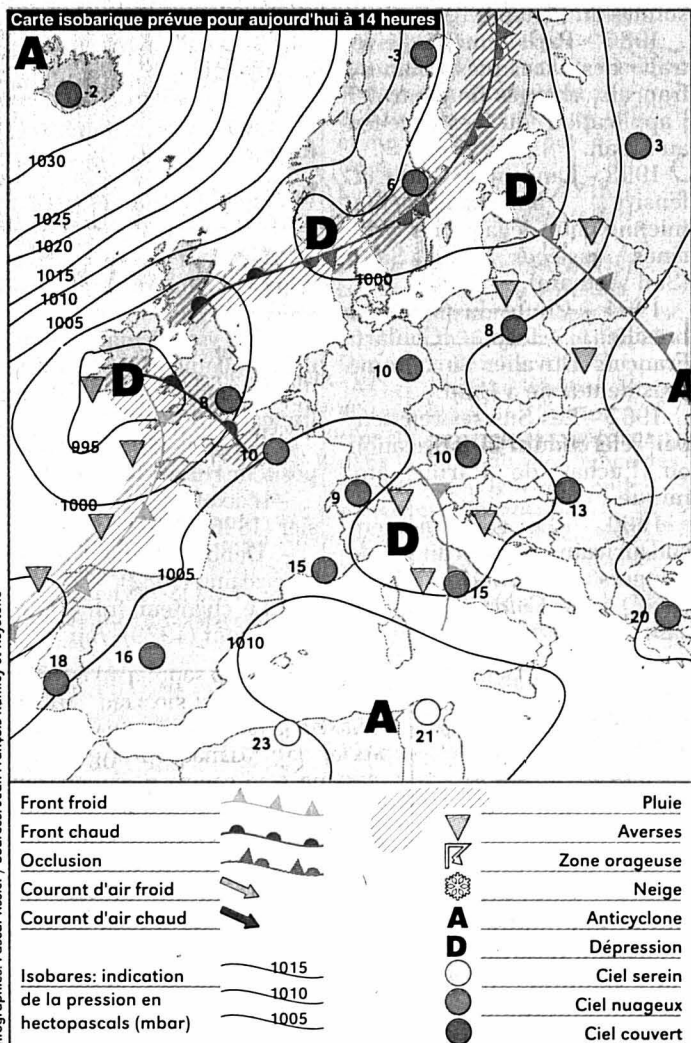 Carte isobarique prévue pour aujourd'hui à 14 heures
A
-2
-3
3
1030
6
D
D
1025
1020
1015
1010
1005
1000
8
A
10
D
8
995
10
10
9
13
1000
D
1005
15
15
20
1010
18
16
A
23
21
Front froid
Front chaud
Occlusion
Courant d'air froid
Courant d'air chaud
Isobares: indication
de la pression en
hectopascals (mbar)
1015
1010
1005
Pluie
Averses
Zone orageuse
Neige
A Anticyclone
D Dépression
Ciel serein
Ciel nuageux
Ciel couvert